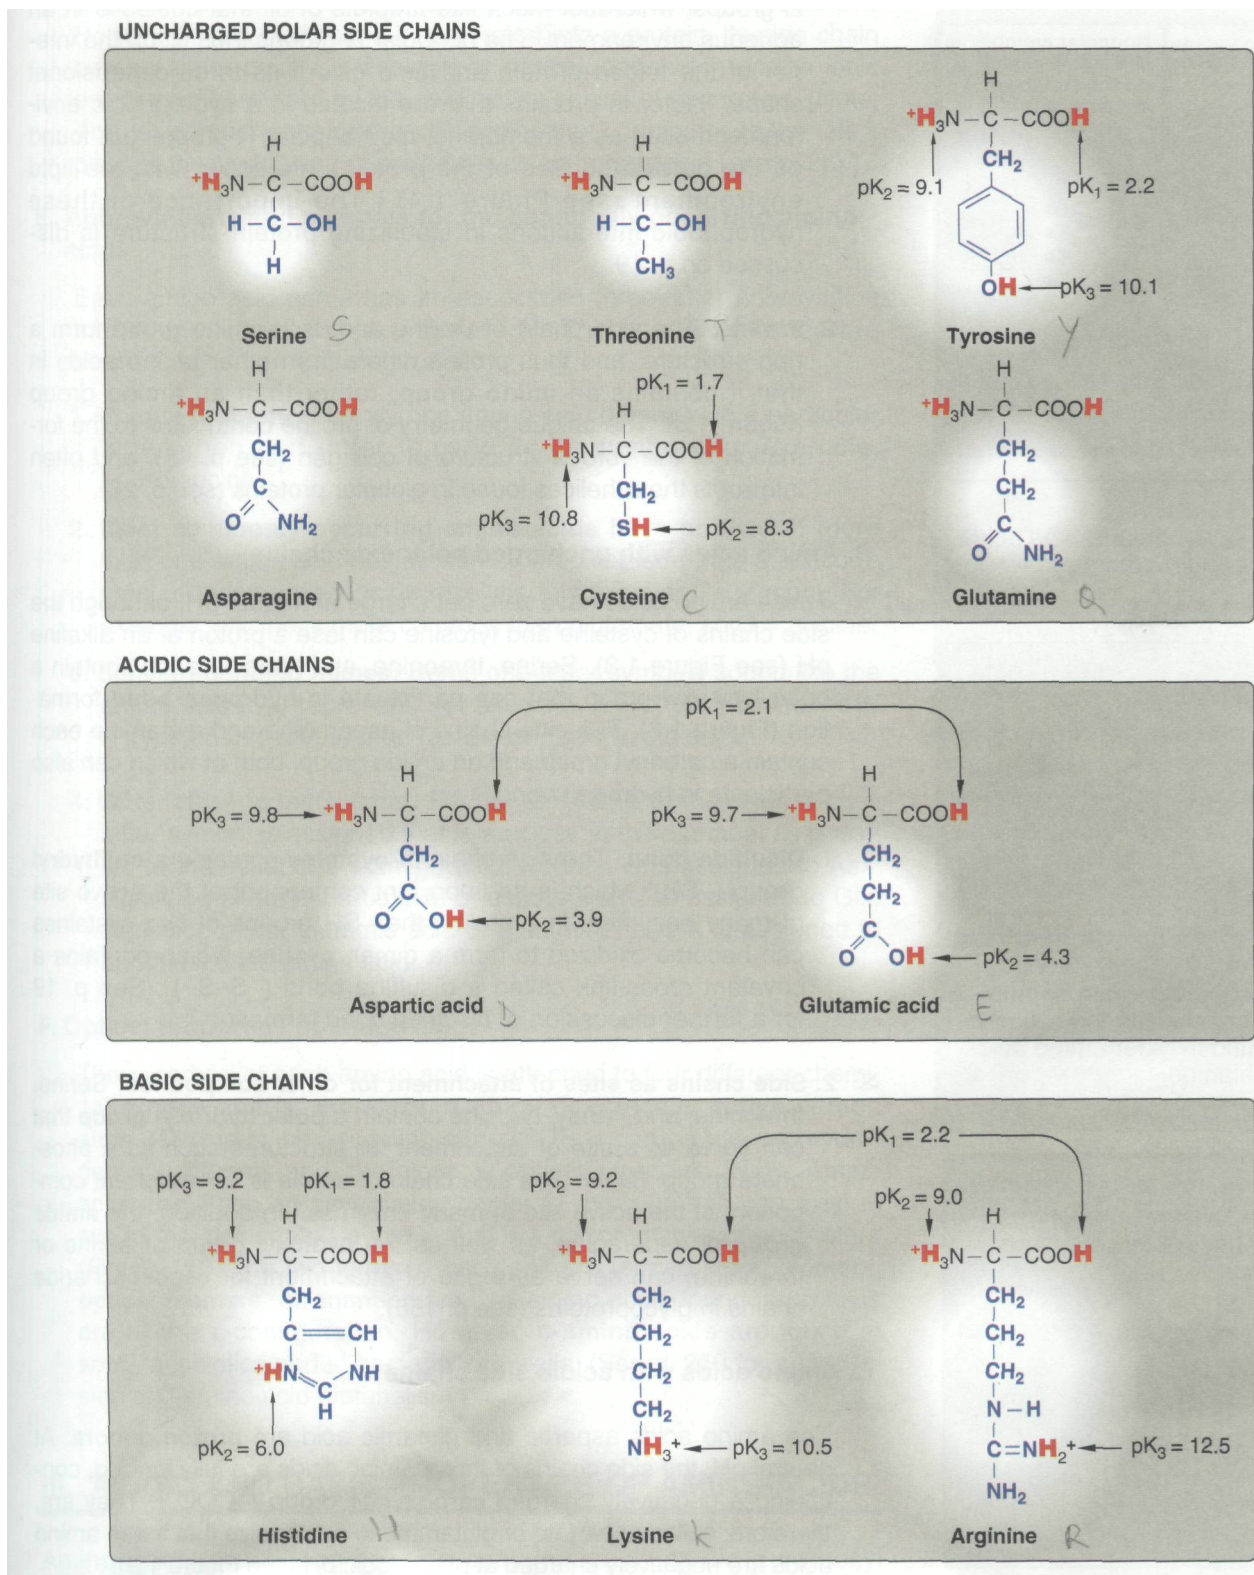 UNCHARGED POLAR SIDE CHAINS
H
⁺H₃N – C – COOH
H – C – OH
H
Serine S
H
⁺H₃N – C – COOH
H – C – OH
CH₃
Threonine T
H
⁺H₃N – C – COOH
CH₂
pK₂ = 9.1
pK₁ = 2.2
OH
pK₃ = 10.1
Tyrosine Y
H
⁺H₃N – C – COOH
CH₂
C
O
NH₂
Asparagine N
pK₁ = 1.7
H
⁺H₃N – C – COOH
CH₂
pK₃ = 10.8
SH
pK₂ = 8.3
Cysteine C
H
⁺H₃N – C – COOH
CH₂
CH₂
C
O
NH₂
Glutamine Q
ACIDIC SIDE CHAINS
pK₁ = 2.1
H
pK₃ = 9.8
⁺H₃N – C – COOH
CH₂
C
O
OH
pK₂ = 3.9
Aspartic acid D
H
pK₃ = 9.7
⁺H₃N – C – COOH
CH₂
CH₂
C
O
OH
pK₂ = 4.3
Glutamic acid E
BASIC SIDE CHAINS
pK₃ = 9.2
pK₁ = 1.8
H
⁺H₃N – C – COOH
CH₂
C
CH
⁺HN
NH
C
H
pK₂ = 6.0
Histidine H
pK₁ = 2.2
pK₂ = 9.2
H
⁺H₃N – C – COOH
CH₂
CH₂
CH₂
CH₂
NH₃⁺
pK₃ = 10.5
Lysine K
pK₂ = 9.0
H
⁺H₃N – C – COOH
CH₂
CH₂
CH₂
N – H
C = NH₂⁺
pK₃ = 12.5
NH₂
Arginine R